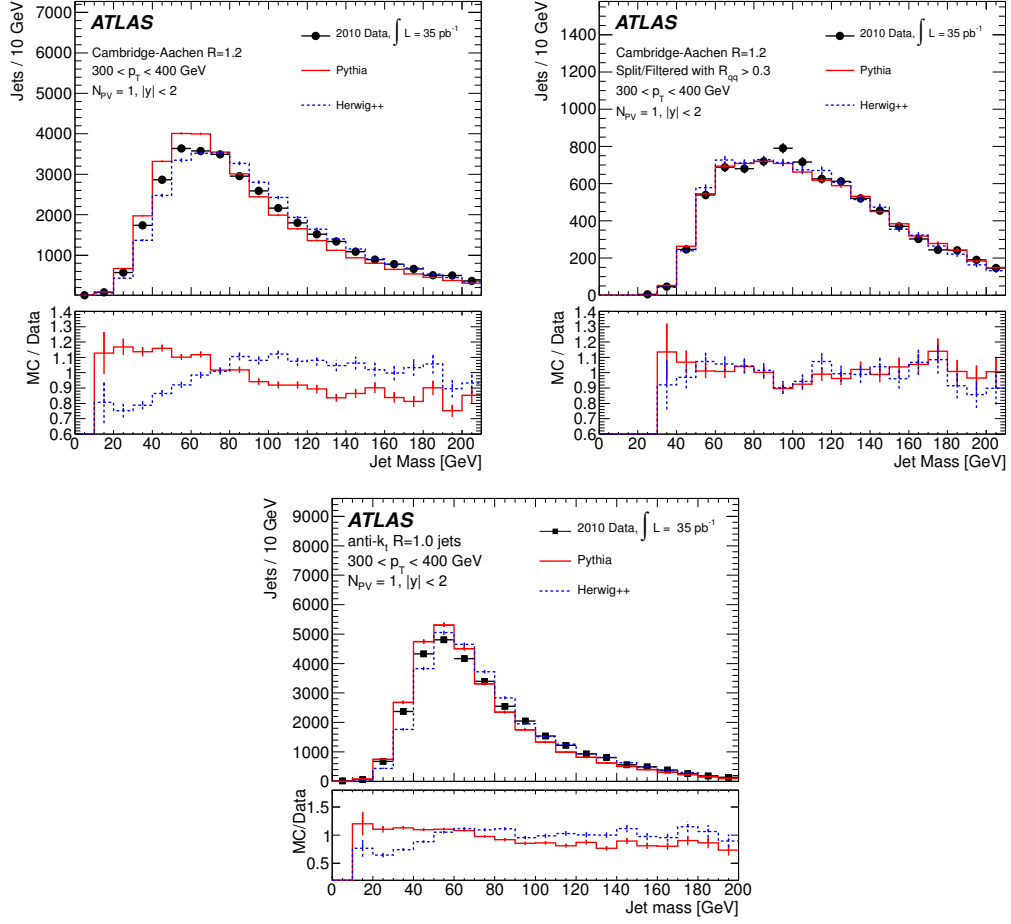 Jets / 10 GeV
7000
6000
5000
4000
3000
2000
1000
ATLAS
Cambridge-Aachen R=1.2
300 < p_T < 400 GeV
N_PV = 1, |y| < 2
2010 Data, ∫ L = 35 pb⁻¹
Pythia
Herwig++
MC / Data
1.4
1.3
1.2
1.1
1
0.9
0.8
0.7
0.6
0 20 40 60 80 100 120 140 160 180 200
Jet Mass [GeV]
Jets / 10 GeV
1600
1400
1200
1000
800
600
400
200
0
ATLAS
Cambridge-Aachen R=1.2
Split/Filtered with R_qq > 0.3
300 < p_T < 400 GeV
N_PV = 1, |y| < 2
2010 Data, ∫ L = 35 pb⁻¹
Pythia
Herwig++
MC / Data
1.4
1.3
1.2
1.1
1
0.9
0.8
0.7
0.6
0 20 40 60 80 100 120 140 160 180 200
Jet Mass [GeV]
Jets / 10 GeV
9000
8000
7000
6000
5000
4000
3000
2000
1000
0
ATLAS
anti-k_t R=1.0 jets
300 < p_T < 400 GeV
N_PV = 1, |y| < 2
2010 Data, ∫ L = 35 pb⁻¹
Pythia
Herwig++
MC/Data
1.5
1
0.5
0 20 40 60 80 100 120 140 160 180 200
Jet mass [GeV]